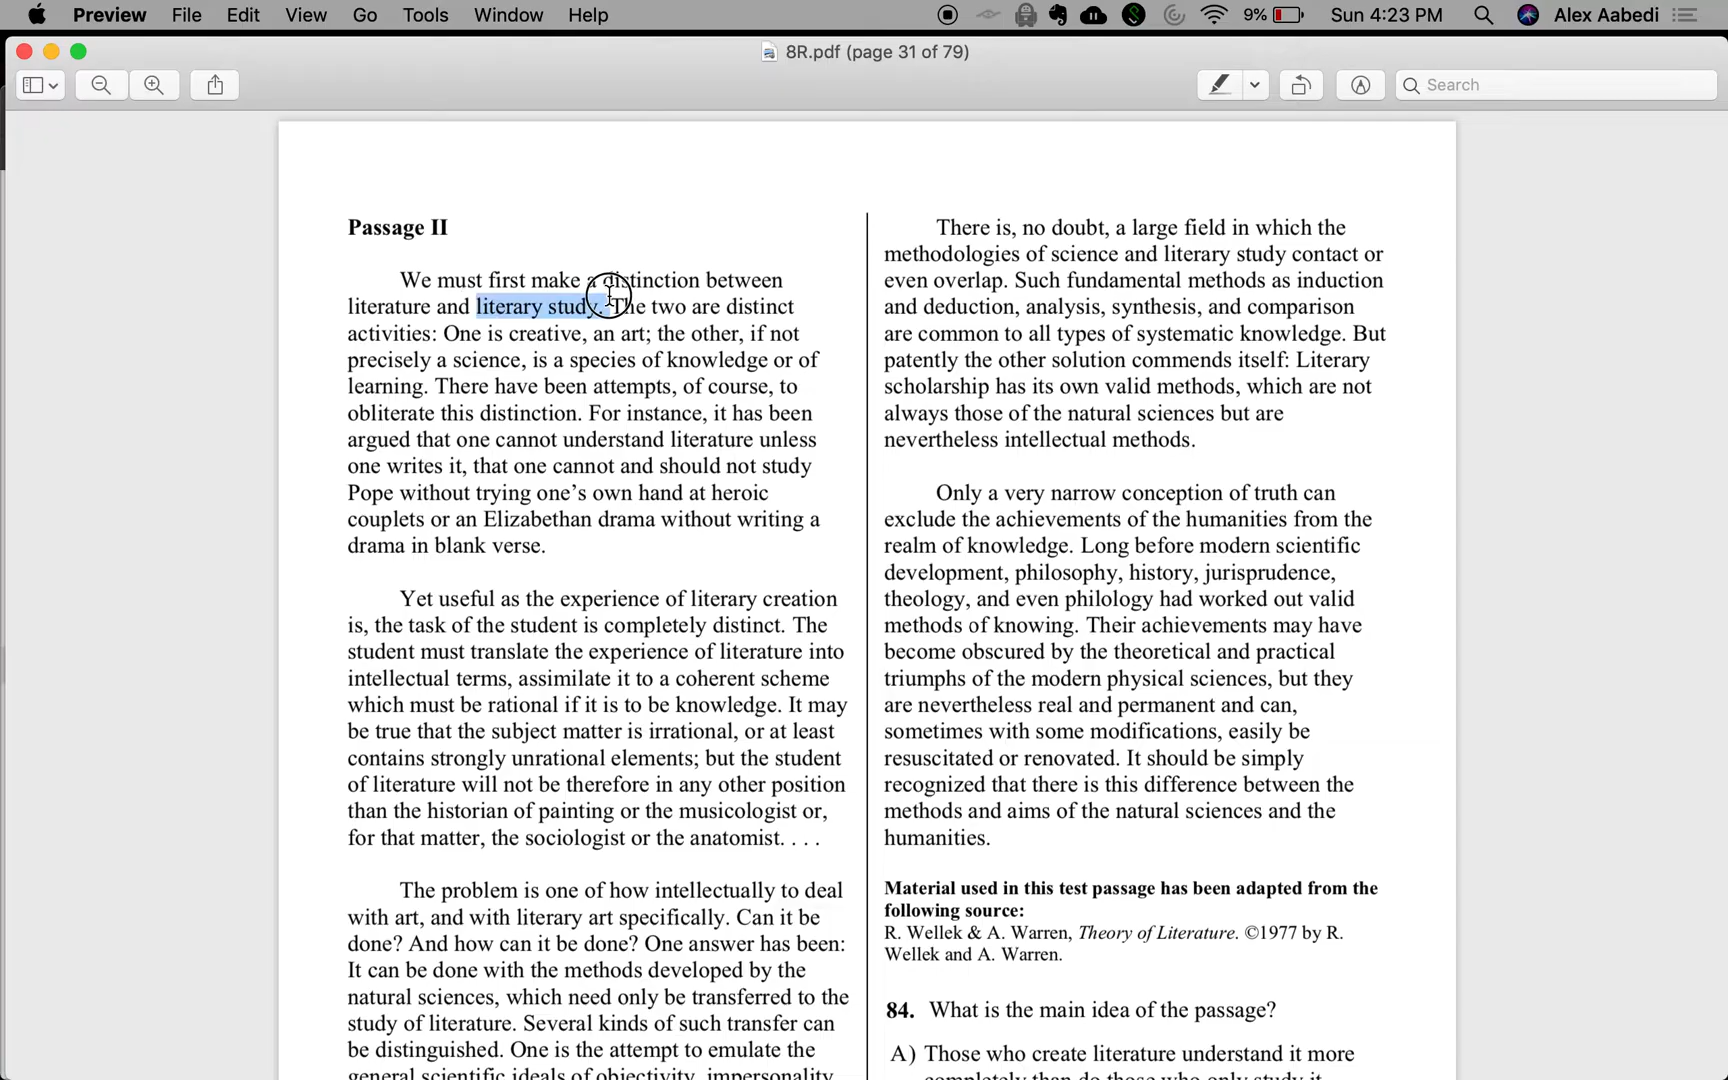 Preview File Edit View Go Tools Window Help 9% Sun 4:23 PM Alex Aabedi
8R.pdf (page 31 of 79)
Search
Passage II
We must first make a distinction between
literature and literary study. The two are distinct
activities: One is creative, an art; the other, if not
precisely a science, is a species of knowledge or of
learning. There have been attempts, of course, to
obliterate this distinction. For instance, it has been
argued that one cannot understand literature unless
one writes it, that one cannot and should not study
Pope without trying one’s own hand at heroic
couplets or an Elizabethan drama without writing a
drama in blank verse.
Yet useful as the experience of literary creation
is, the task of the student is completely distinct. The
student must translate the experience of literature into
intellectual terms, assimilate it to a coherent scheme
which must be rational if it is to be knowledge. It may
be true that the subject matter is irrational, or at least
contains strongly unrational elements; but the student
of literature will not be therefore in any other position
than the historian of painting or the musicologist or,
for that matter, the sociologist or the anatomist. . . .
The problem is one of how intellectually to deal
with art, and with literary art specifically. Can it be
done? And how can it be done? One answer has been:
It can be done with the methods developed by the
natural sciences, which need only be transferred to the
study of literature. Several kinds of such transfer can
be distinguished. One is the attempt to emulate the
general scientific ideals of objectivity, impersonality,
There is, no doubt, a large field in which the
methodologies of science and literary study contact or
even overlap. Such fundamental methods as induction
and deduction, analysis, synthesis, and comparison
are common to all types of systematic knowledge. But
patently the other solution commends itself: Literary
scholarship has its own valid methods, which are not
always those of the natural sciences but are
nevertheless intellectual methods.
Only a very narrow conception of truth can
exclude the achievements of the humanities from the
realm of knowledge. Long before modern scientific
development, philosophy, history, jurisprudence,
theology, and even philology had worked out valid
methods of knowing. Their achievements may have
become obscured by the theoretical and practical
triumphs of the modern physical sciences, but they
are nevertheless real and permanent and can,
sometimes with some modifications, easily be
resuscitated or renovated. It should be simply
recognized that there is this difference between the
methods and aims of the natural sciences and the
humanities.
Material used in this test passage has been adapted from the
following source:
R. Wellek & A. Warren, Theory of Literature. ©1977 by R.
Wellek and A. Warren.
84. What is the main idea of the passage?
A) Those who create literature understand it more
completely than do those who only study it.